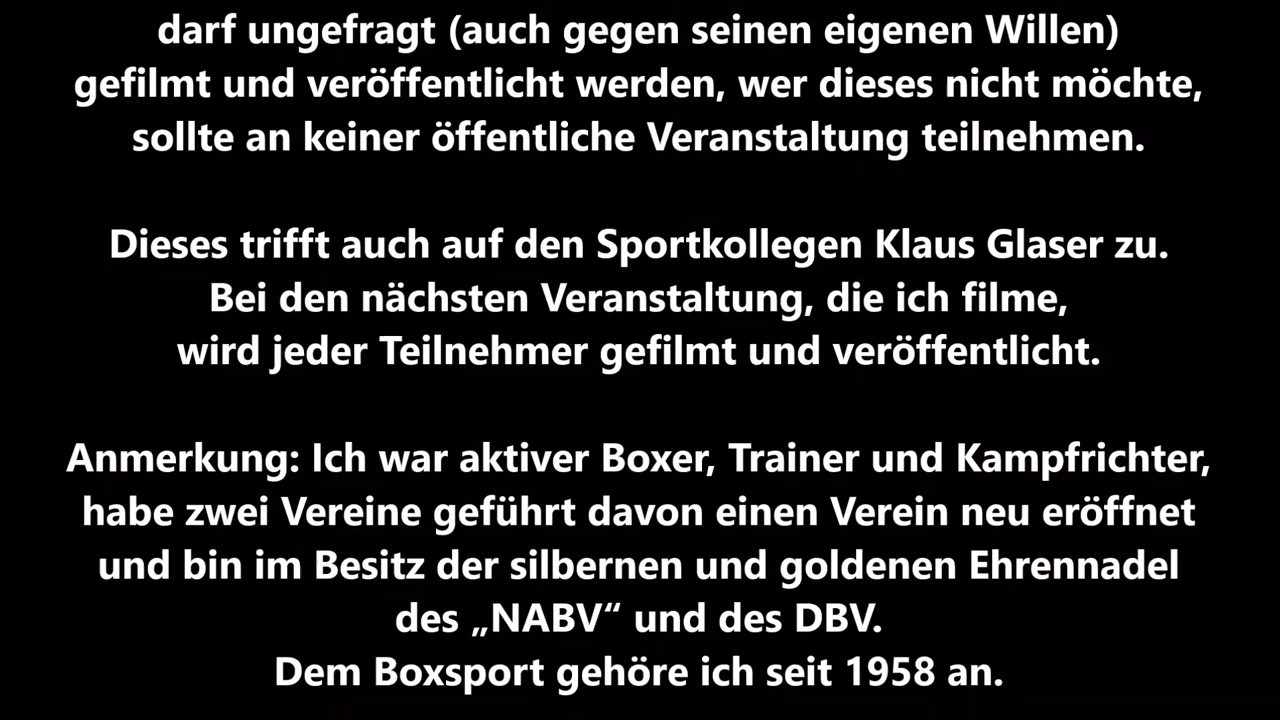 darf ungefragt (auch gegen seinen eigenen Willen)
gefilmt und veröffentlicht werden, wer dieses nicht möchte,
sollte an keiner öffentliche Veranstaltung teilnehmen.
Dieses trifft auch auf den Sportkollegen Klaus Glaser zu.
Bei den nächsten Veranstaltung, die ich filme,
wird jeder Teilnehmer gefilmt und veröffentlicht.
Anmerkung: Ich war aktiver Boxer, Trainer und Kampfrichter,
habe zwei Vereine geführt davon einen Verein neu eröffnet
und bin im Besitz der silbernen und goldenen Ehrennadel
des „NABV“ und des DBV.
Dem Boxsport gehöre ich seit 1958 an.